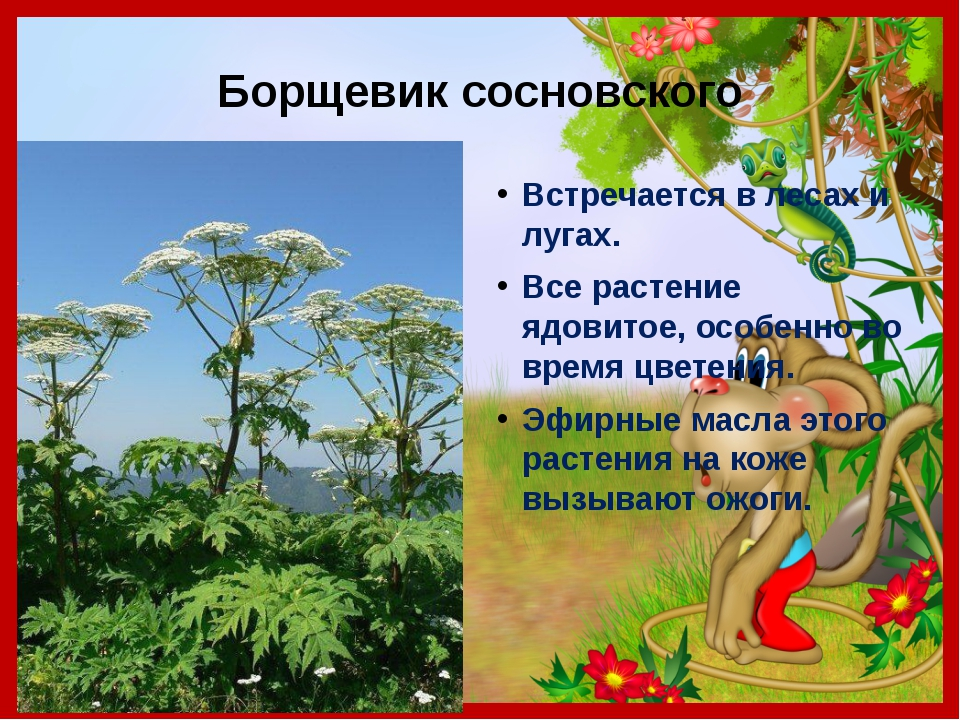 Борщевик сосновского
• Встречается в лесах и
лугах.
• Все растение
ядовитое, особенно во
время цветения.
• Эфирные масла этого
растения на коже
вызывают ожоги.